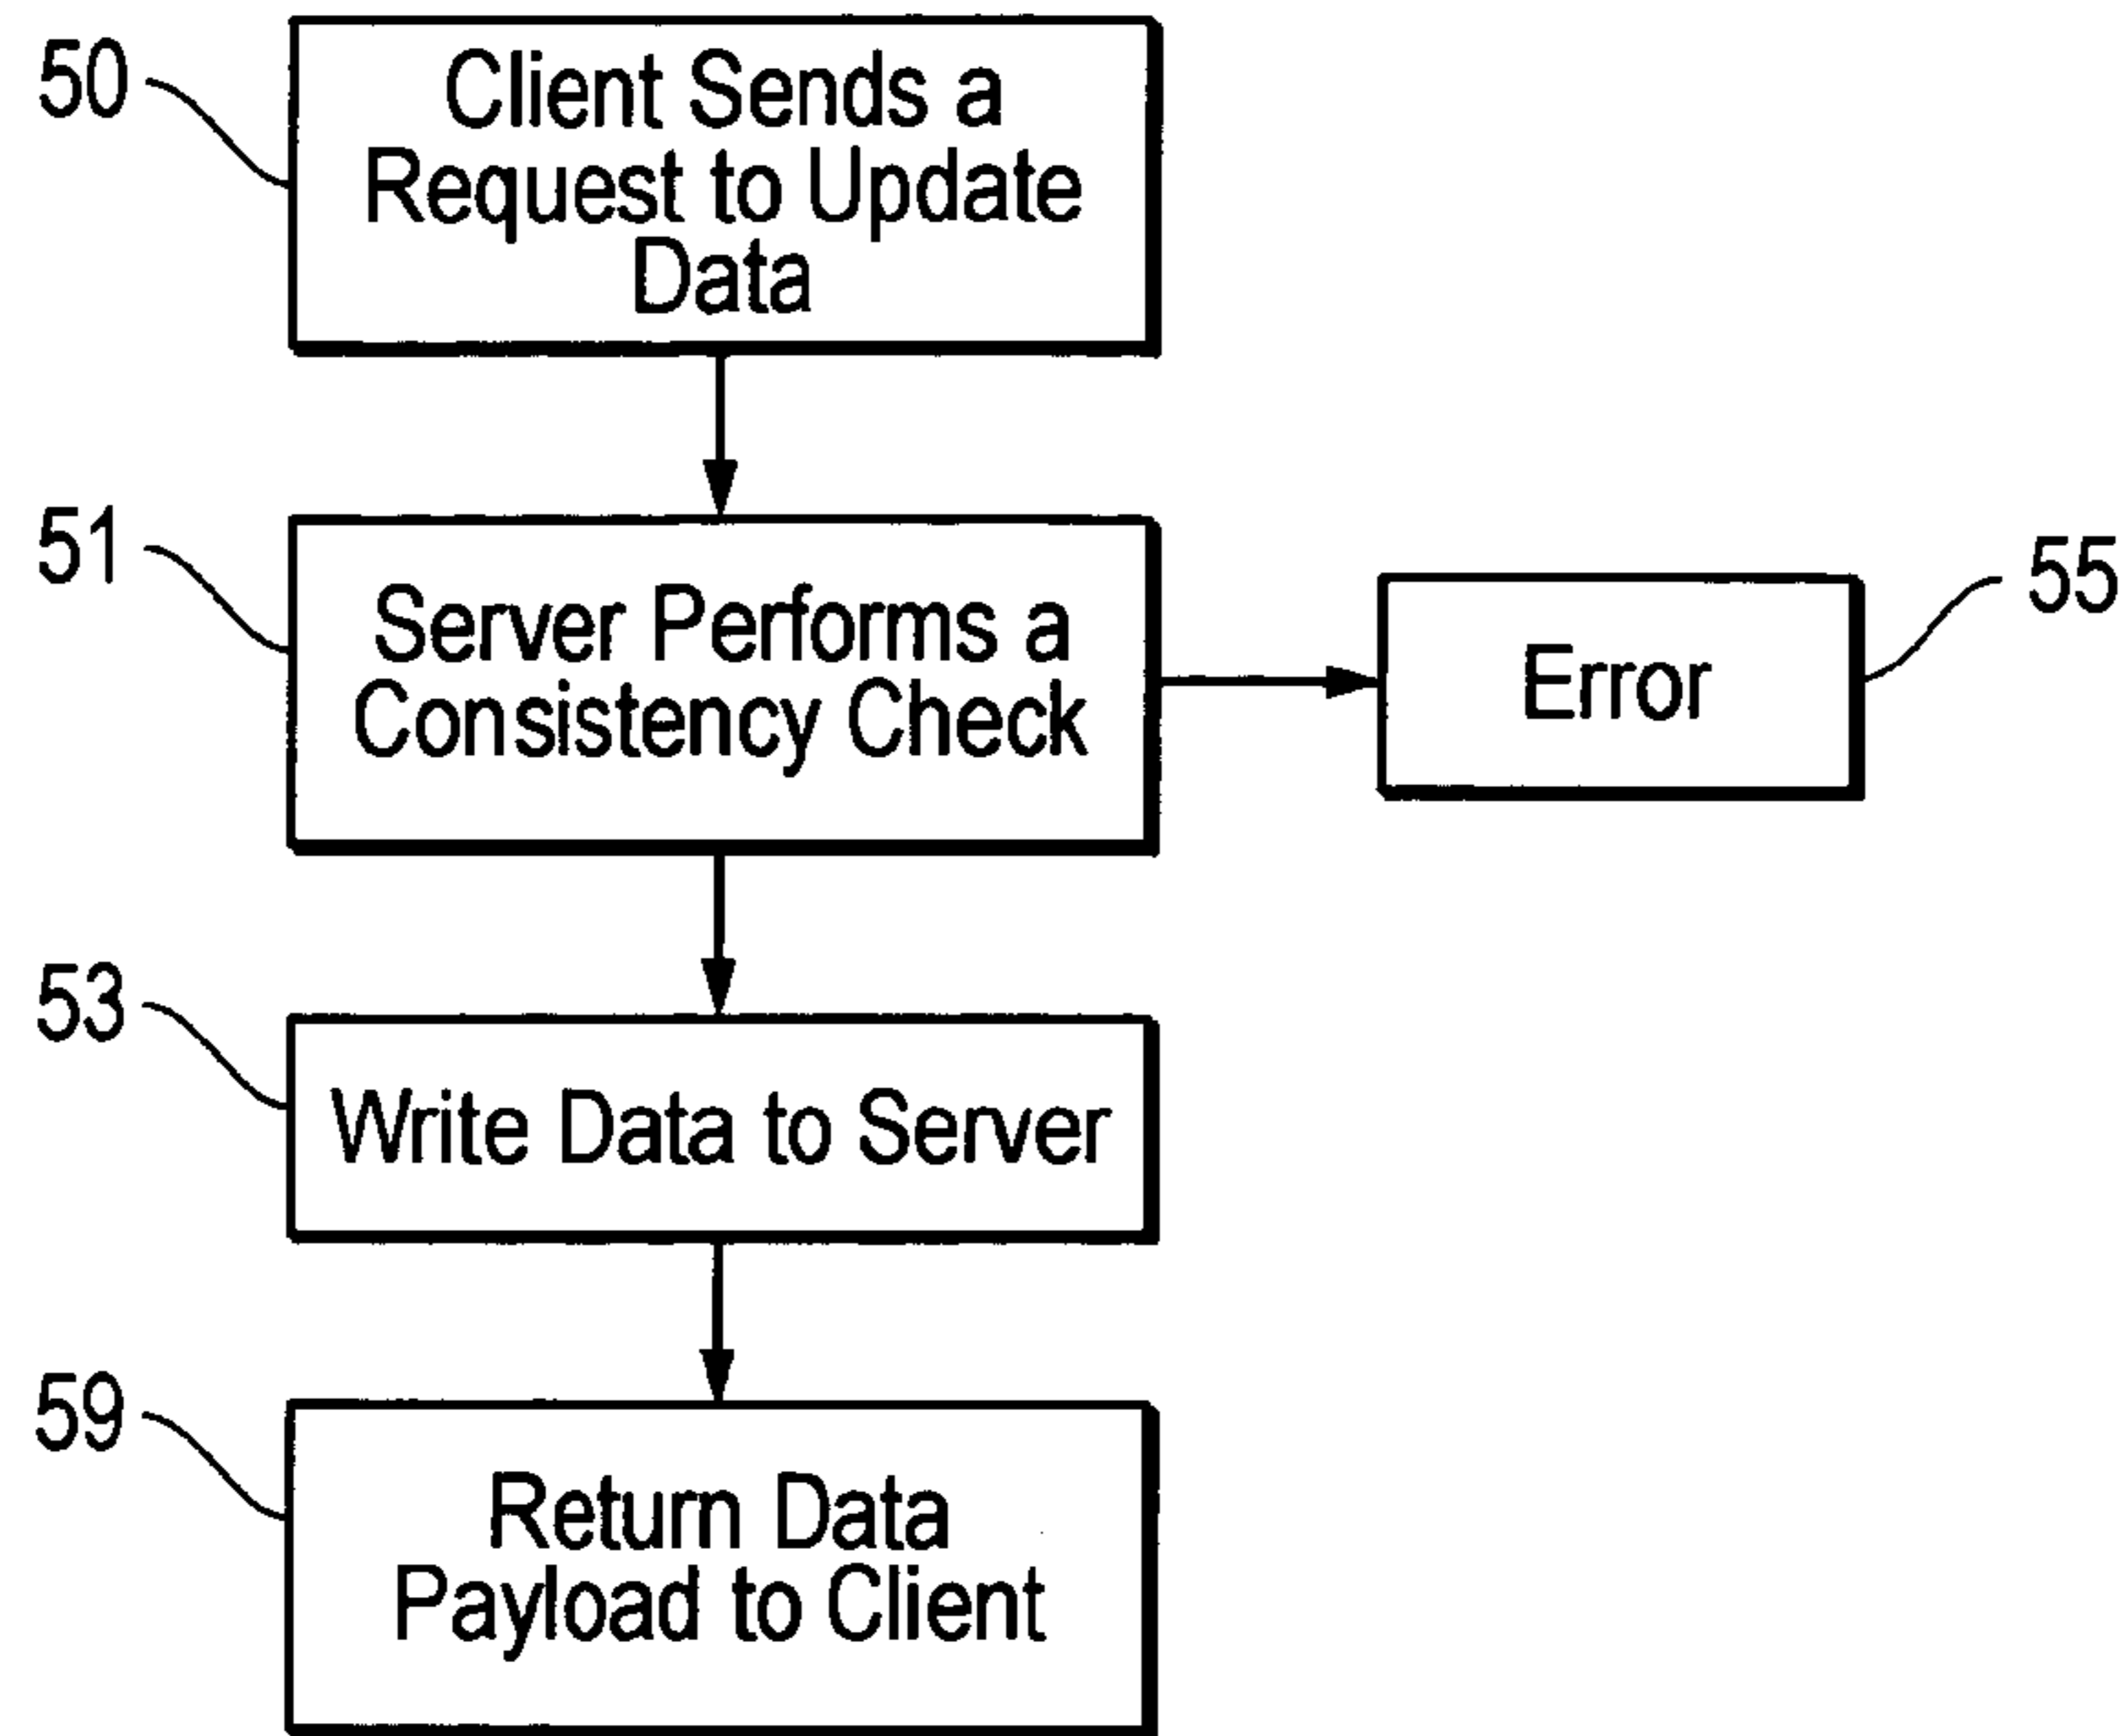 50
Client Sends a
Request to Update
Data
51
Server Performs a
Consistency Check
55
Error
53
Write Data to Server
59
Return Data
Payload to Client